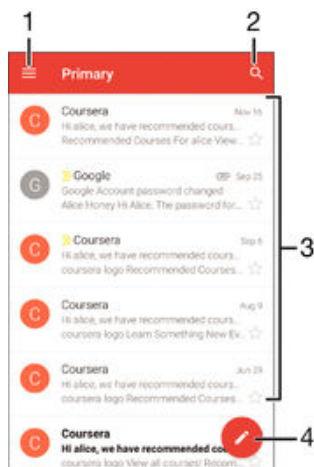 1
2
Primary
C
Coursera
Nov 16
Hi alice, we have recommended cours...
Recommended Courses For alice View...
G
Google
Sep 25
Google Account password changed
Alice Honey Hi Alice, The password for...
C
Coursera
Sep 6
Hi alice, we have recommended cours...
coursera logo Recommended Courses...
3
C
Coursera
Aug 9
Hi alice, we have recommended cours...
coursera logo Learn Something New Ev...
C
Coursera
Jun 29
Hi alice, we have recommended cours...
coursera logo Recommended Courses...
4
C
Coursera
Hi alice, we have recommended co
coursera logo View all courses! Recom...